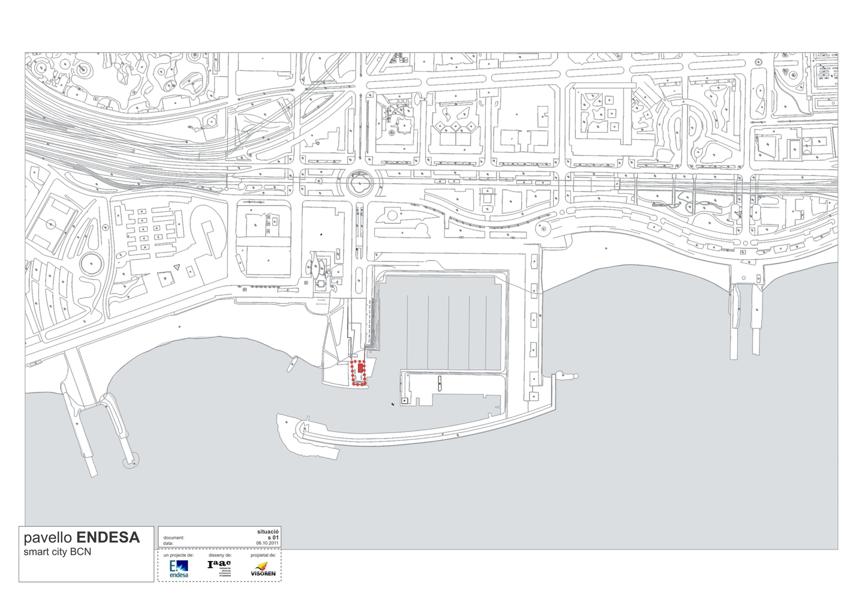 pavello ENDESA
smart city BCN
situació
document: s 01
data: 06.10.2011
un projecte de: disseny de: propietat de:
endesa
Iaac
VISOREN